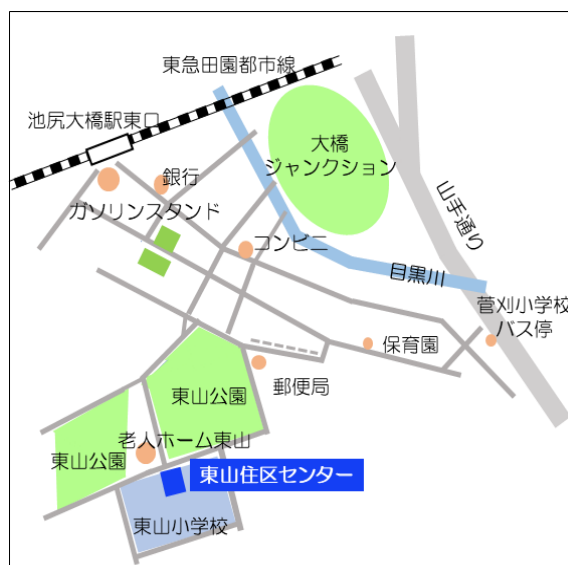 東急田園都市線
池尻大橋駅東口
大橋
ジャンクション
銀行
ガソリンスタンド
山手通り
コンビニ
目黒川
菅刈小学校
バス停
保育園
郵便局
東山公園
老人ホーム東山
東山公園
東山住区センター
東山小学校